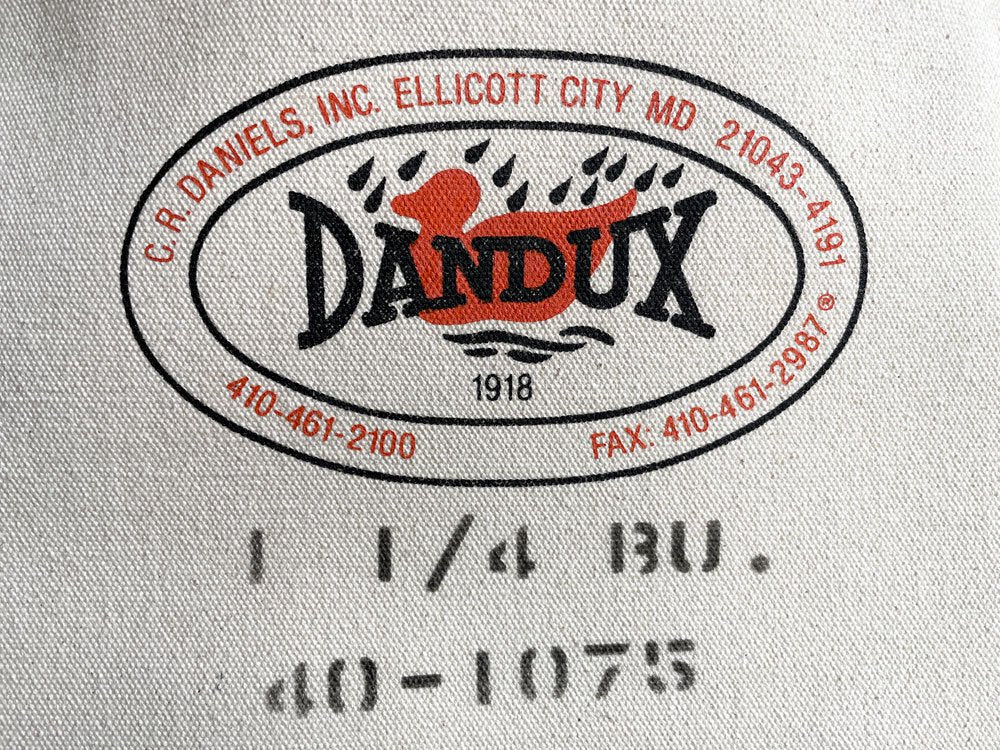 C. R. DANIELS, INC. ELLICOTT CITY MD 21043-4191
DANDUX
1918
410-461-2100
FAX: 410-461-2987 ®
1 1/4 BU.
40-1075